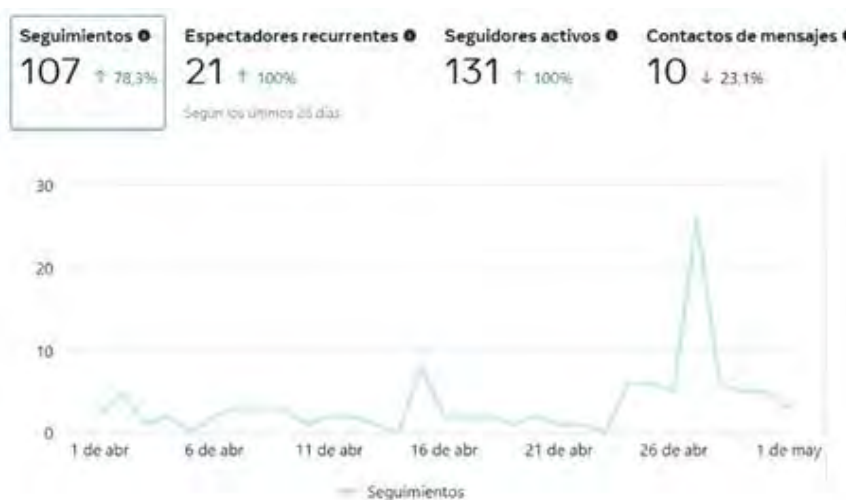 Seguimientos
107 ↑ 78,3%
Espectadores recurrentes
21 ↑ 100%
Según los últimos 28 días
Seguidores activos
131 ↑ 100%
Contactos de mensajes
10 ↓ 23,1%
30
20
10
0
1 de abr 6 de abr 11 de abr 16 de abr 21 de abr 26 de abr 1 de may
Seguimientos